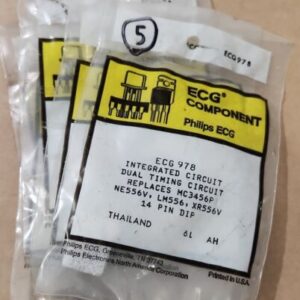 5
ECG978
ECG®
COMPONENT
Philips ECG
ECG 978
INTEGRATED CIRCUIT
DUAL TIMING CIRCUIT
REPLACES MC3456P
NE556V, LM556, XR556V
14 PIN DIP
THAILAND
61 AH
Philips ECG, Greeneville, TN 37743
Philips Electronics North America Corporation
Printed in U.S.A.